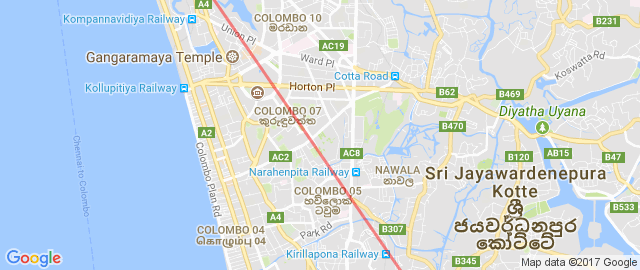 A4
Kompannavidiya Railway
Union Pl
COLOMBO 10
මරදාන
B231
Gangaramaya Temple
AC19
Ward Pl
Koswatta Rd
Kollupitiya Railway
Cotta Road
Horton Pl
B62
B469
COLOMBO 07
කුරුඳුවත්ත
Diyatha Uyana
A2
B470
AC2
AC8
B120
AB15
B47
Chennai to Colombo
Colombo Plan Rd
Narahenpita Railway
NAWALA
නාවල
Sri Jayawardenepura
Kotte
ශ්‍රී
ජයවර්ධනපුර
කෝට්ටේ
COLOMBO 05
හැව්ලොක්
ටවුම
B533
A4
Park Rd
COLOMBO 04
கொழும்பு 04
B307
Kirillapona Railway
B345
B
Google
Map data ©2017 Google